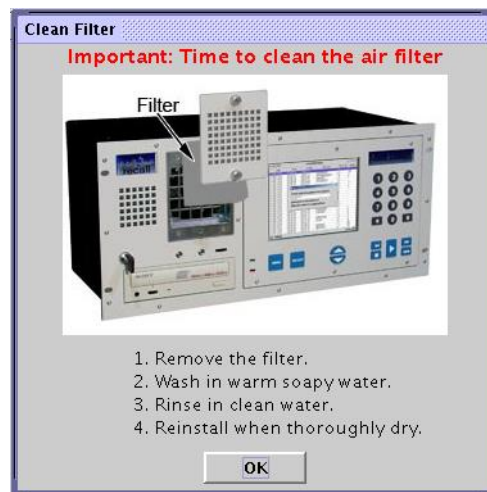 Clean Filter
Important: Time to clean the air filter
Filter
recall
1. Remove the filter.
2. Wash in warm soapy water.
3. Rinse in clean water.
4. Reinstall when thoroughly dry.
OK